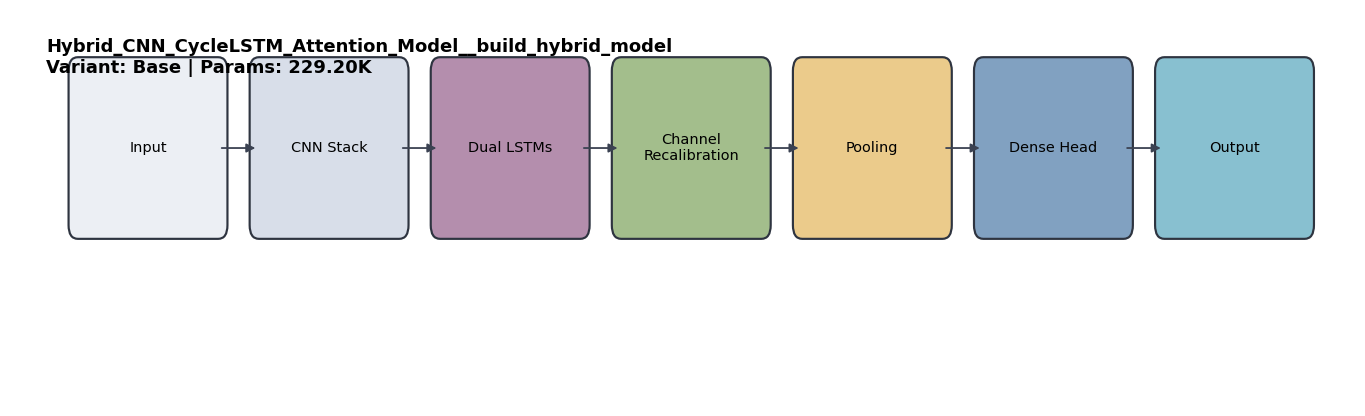 Hybrid_CNN_CycleLSTM_Attention_Model__build_hybrid_model
Variant: Base | Params: 229.20K
Input
CNN Stack
Dual LSTMs
Channel
Recalibration
Pooling
Dense Head
Output